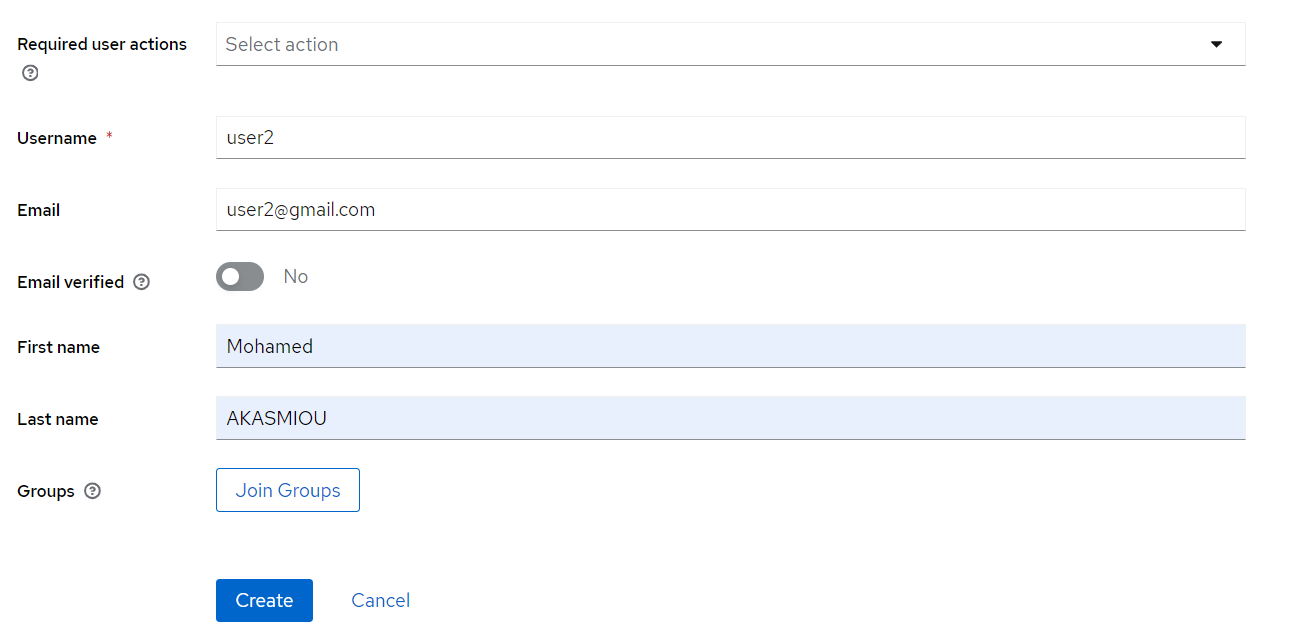 Required user actions
Select action
Username *
user2
Email
user2@gmail.com
Email verified
No
First name
Mohamed
Last name
AKASMIOU
Groups
Join Groups
Create
Cancel